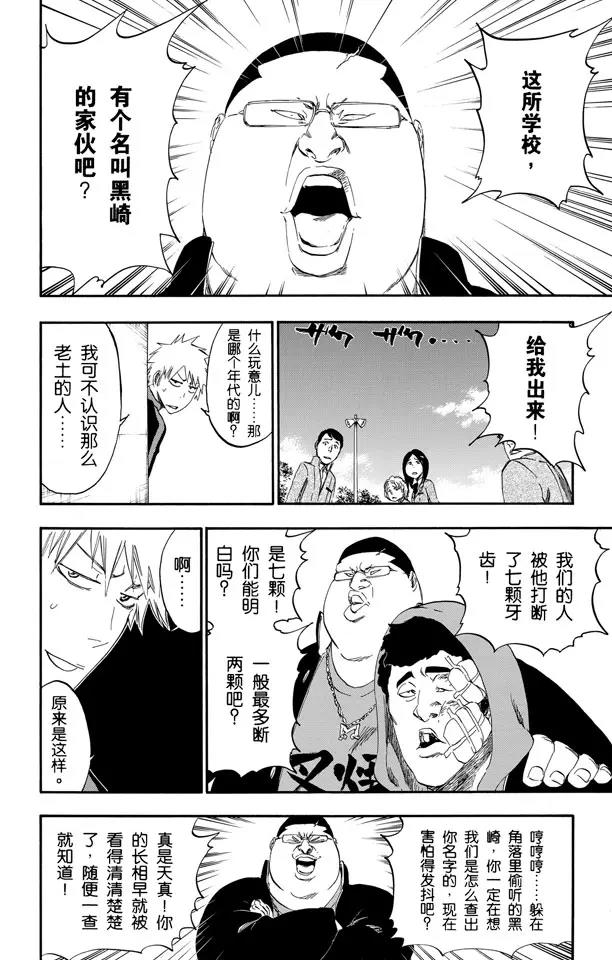 这所学校，
有个名叫黑崎
的家伙吧？
给我出来！
ザワ…
ザワ…
什么玩意儿……那
是哪个年代的啊？
我可不认识那么
老土的人……
我们的人
被他打断
了七颗牙
齿！
是七颗！
你们能明
白吗？
一般最多断
两颗吧？
啊……
原来是这样。
哼哼哼……躲在
角落里偷听的黑
崎，你一定在想
我们是怎么查出
你名字的，现在
害怕得发抖吧？
真是天真！你
的长相早就被
看得清清楚楚
了，随便一查
就知道！